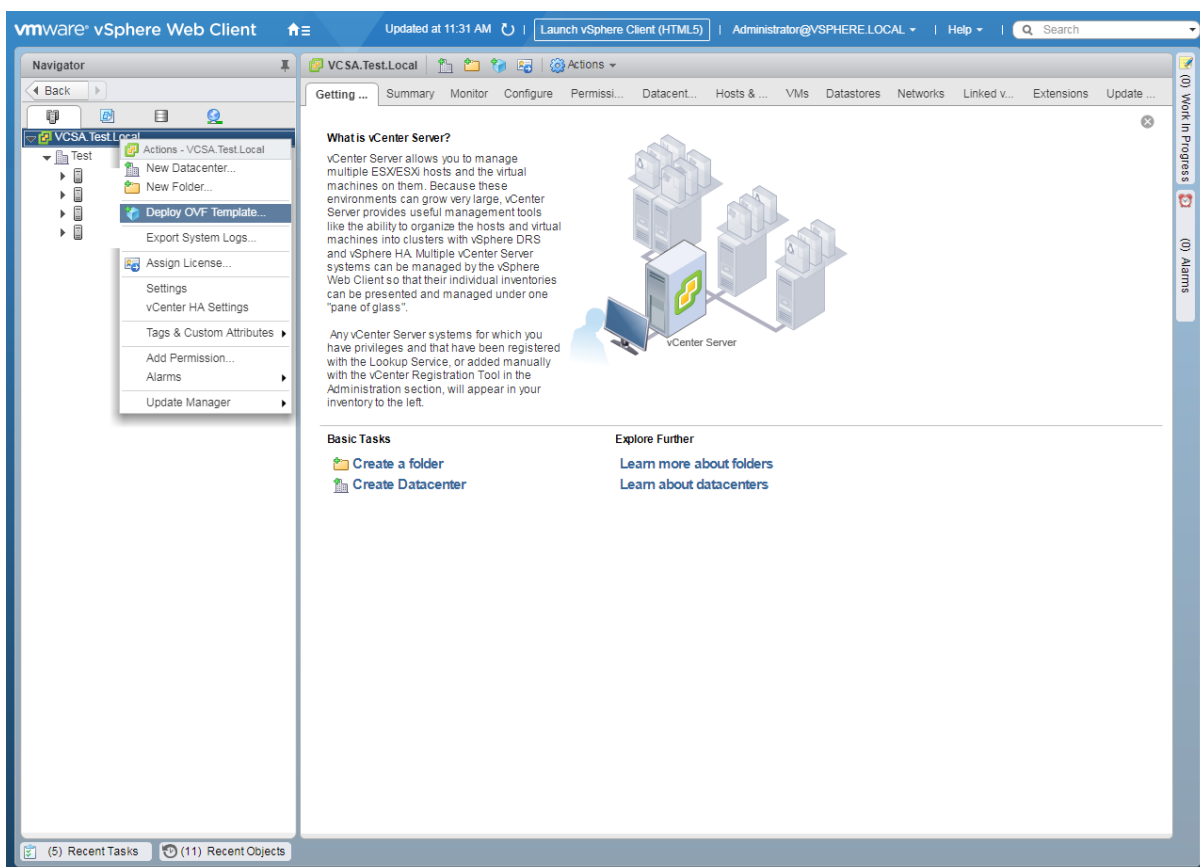 vmware® vSphere Web Client
Updated at 11:31 AM
Launch vSphere Client (HTML5)
Administrator@VSPHERE.LOCAL
Help
Search
Navigator
Back
VCSA.Test.Local
Test
Actions - VCSA.Test.Local
New Datacenter...
New Folder...
Deploy OVF Template...
Export System Logs...
Assign License...
Settings
vCenter HA Settings
Tags & Custom Attributes
Add Permission...
Alarms
Update Manager
VCSA.Test.Local
Actions
Getting ...
Summary
Monitor
Configure
Permissi...
Datacent...
Hosts & ...
VMs
Datastores
Networks
Linked v...
Extensions
Update ...
What is vCenter Server?
vCenter Server allows you to manage
multiple ESX/ESXi hosts and the virtual
machines on them. Because these
environments can grow very large, vCenter
Server provides useful management tools
like the ability to organize the hosts and virtual
machines into clusters with vSphere DRS
and vSphere HA. Multiple vCenter Server
systems can be managed by the vSphere
Web Client so that their individual inventories
can be presented and managed under one
"pane of glass".
Any vCenter Server systems for which you
have privileges and that have been registered
with the Lookup Service, or added manually
with the vCenter Registration Tool in the
Administration section, will appear in your
inventory to the left.
vCenter Server
Basic Tasks
Create a folder
Create Datacenter
Explore Further
Learn more about folders
Learn about datacenters
(0) Work In Progress
(0) Alarms
(5) Recent Tasks
(11) Recent Objects